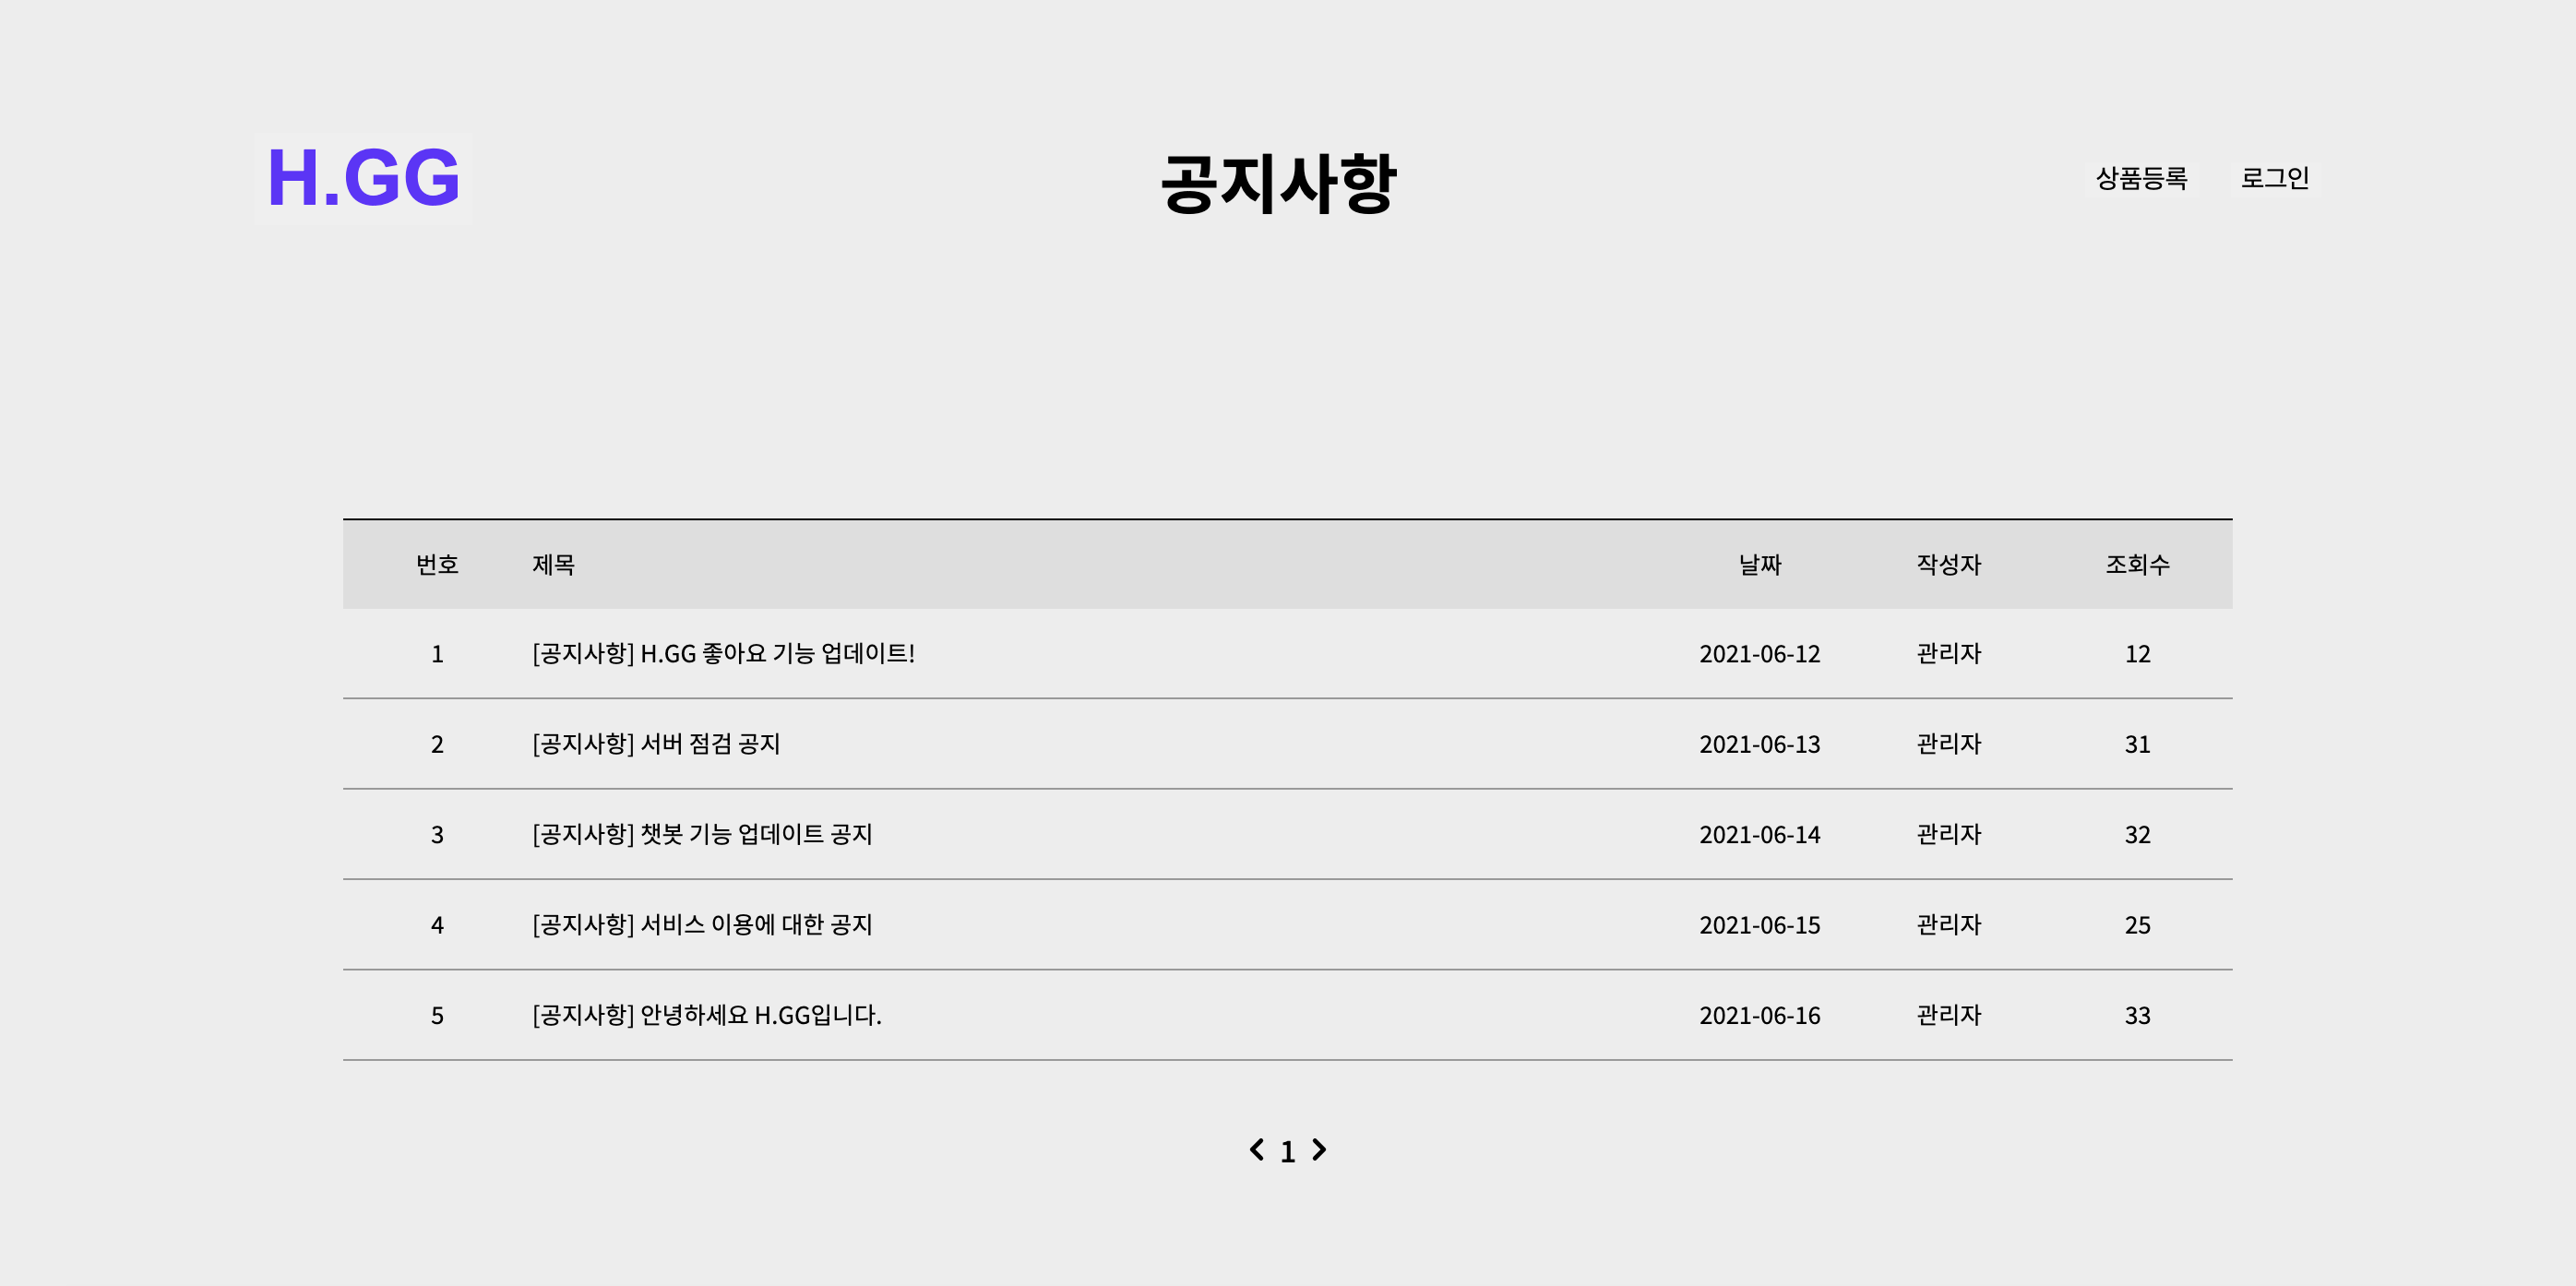 H.GG
공지사항
상품등록 로그인
번호 제목 날짜 작성자 조회수
1 [공지사항] H.GG 좋아요 기능 업데이트! 2021-06-12 관리자 12
2 [공지사항] 서버 점검 공지 2021-06-13 관리자 31
3 [공지사항] 챗봇 기능 업데이트 공지 2021-06-14 관리자 32
4 [공지사항] 서비스 이용에 대한 공지 2021-06-15 관리자 25
5 [공지사항] 안녕하세요 H.GG입니다. 2021-06-16 관리자 33
1